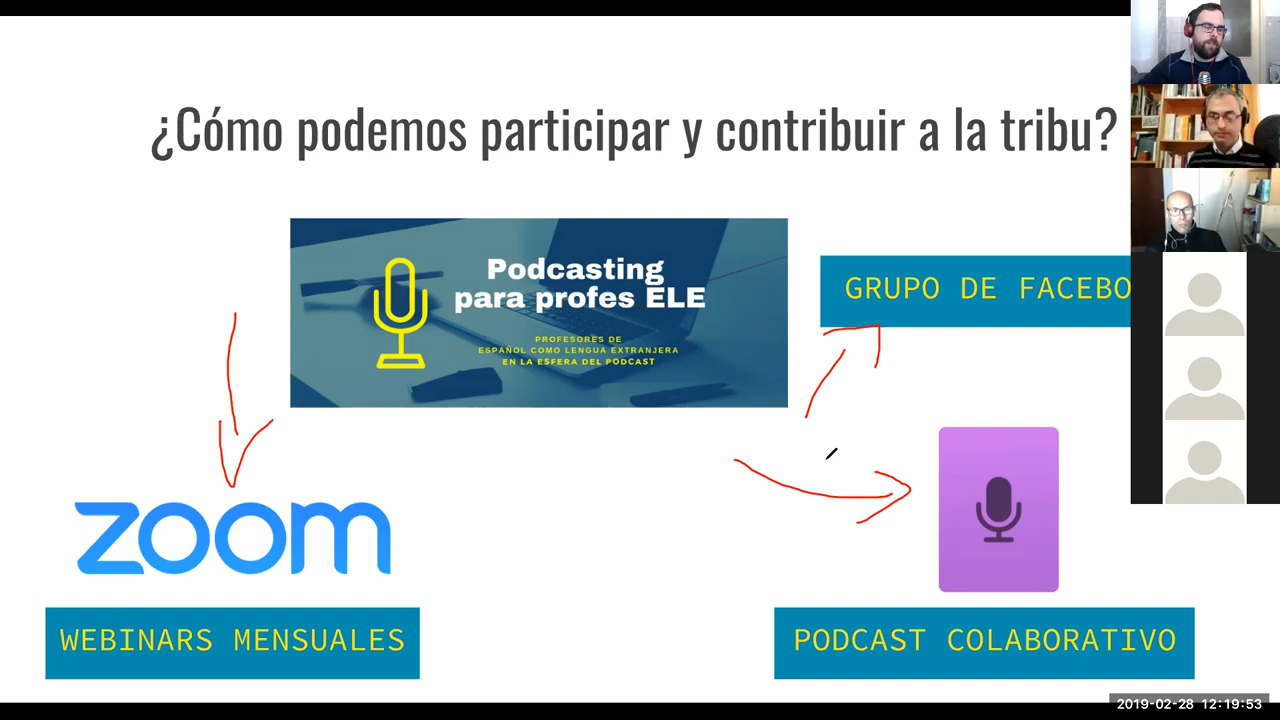 ¿Cómo podemos participar y contribuir a la tribu?
Podcasting
para profes ELE
PROFESORES DE
ESPAÑOL COMO LENGUA EXTRANJERA
EN LA ESFERA DEL PODCAST
GRUPO DE FACEBO
zoom
WEBINARS MENSUALES
PODCAST COLABORATIVO
2019-02-28 12:19:53